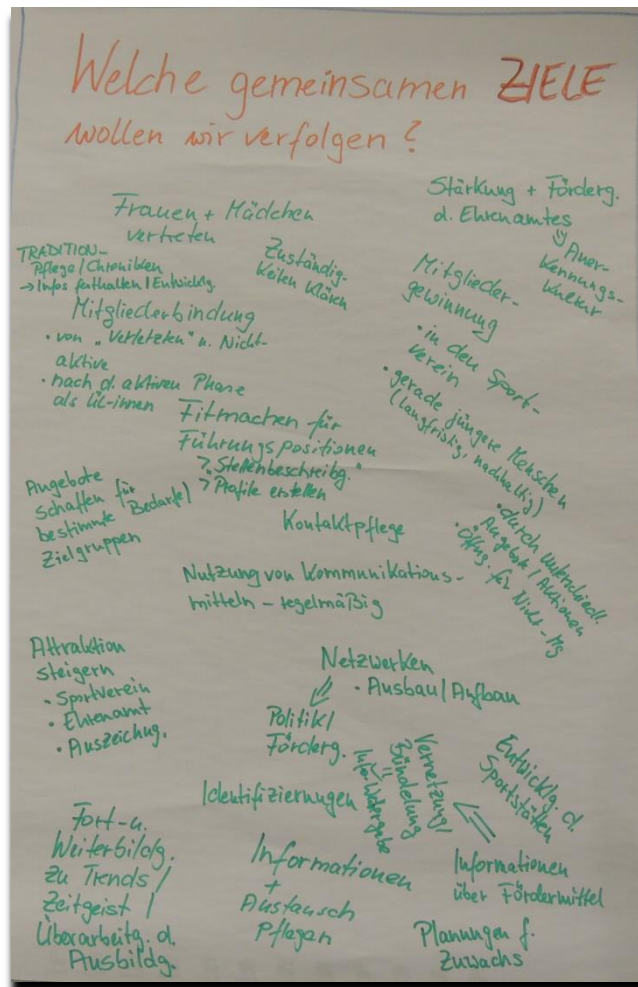 Welche gemeinsamen ZIELE
wollen wir verfolgen?
Frauen + Mädchen
vertreten
Stärkung + Förderg.
d. Ehrenamtes
⇒ Aner-
kennungs-
kultur
TRADITION-
Pflege / Chroniken
→ Infos festhalten / Entwicklg.
Zuständig-
keiten klären
Mitglieder-
gewinnung
• in den Sport-
verein
• gerade jüngere Menschen
(langfristig, nachhaltig)
• durch unterschiedl.
Angebote / Aktionen
• Öffng. für Nicht-Mg
Mitgliederbindung
• von "Verletzten" u. Nicht-
aktive
• nach d. aktiven Phase
als ÜL-innen
Fitmachen für
Führungspositionen
> "Stellenbeschreibg."
> Profile erstellen
Angebote
schaffen für
bestimmte (Bedarfe)
Zielgruppen
Kontaktpflege
Nutzung von Kommunikations-
mitteln - regelmäßig
Attraktion
steigern
• Sportverein
• Ehrenamt
• Auszeichng.
Netzwerken
• Ausbau / Aufbau
Politik /
Förderg.
Vernetzung /
Bündelung
Infoweitergabe
Entwicklg. d.
Sportstätten
Identifizierungen
Informationen
über Fördermittel
Fort- u.
Weiterbildg.
zu Trends /
Zeitgeist /
Überarbeitg. d.
Ausbildg.
Informationen
+
Austausch
Pflegen
Planungen f.
Zuwachs